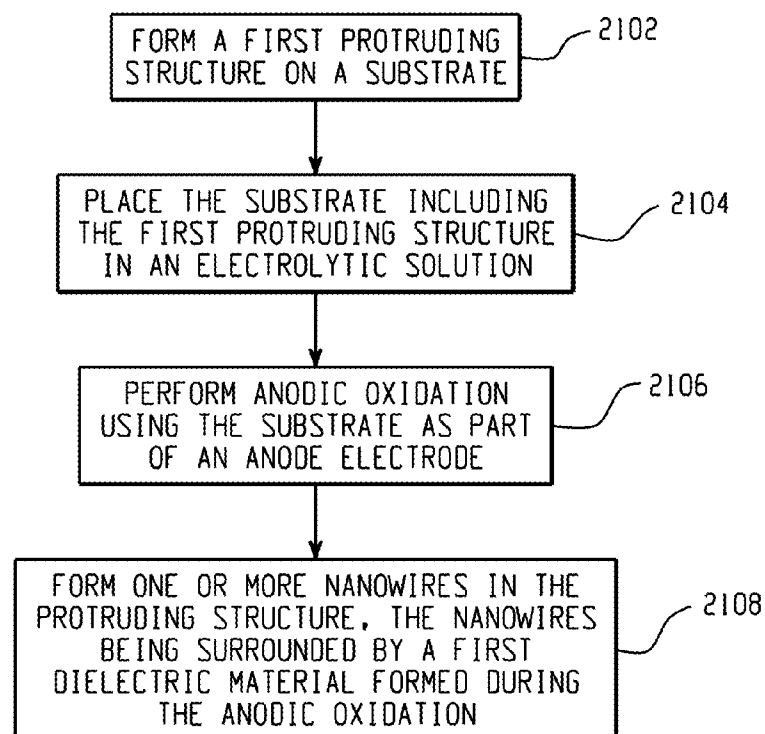 FORM A FIRST PROTRUDING
STRUCTURE ON A SUBSTRATE
2102
PLACE THE SUBSTRATE INCLUDING
THE FIRST PROTRUDING STRUCTURE
IN AN ELECTROLYTIC SOLUTION
2104
PERFORM ANODIC OXIDATION
USING THE SUBSTRATE AS PART
OF AN ANODE ELECTRODE
2106
FORM ONE OR MORE NANOWIRES IN THE
PROTRUDING STRUCTURE, THE NANOWIRES
BEING SURROUNDED BY A FIRST
DIELECTRIC MATERIAL FORMED DURING
THE ANODIC OXIDATION
2108